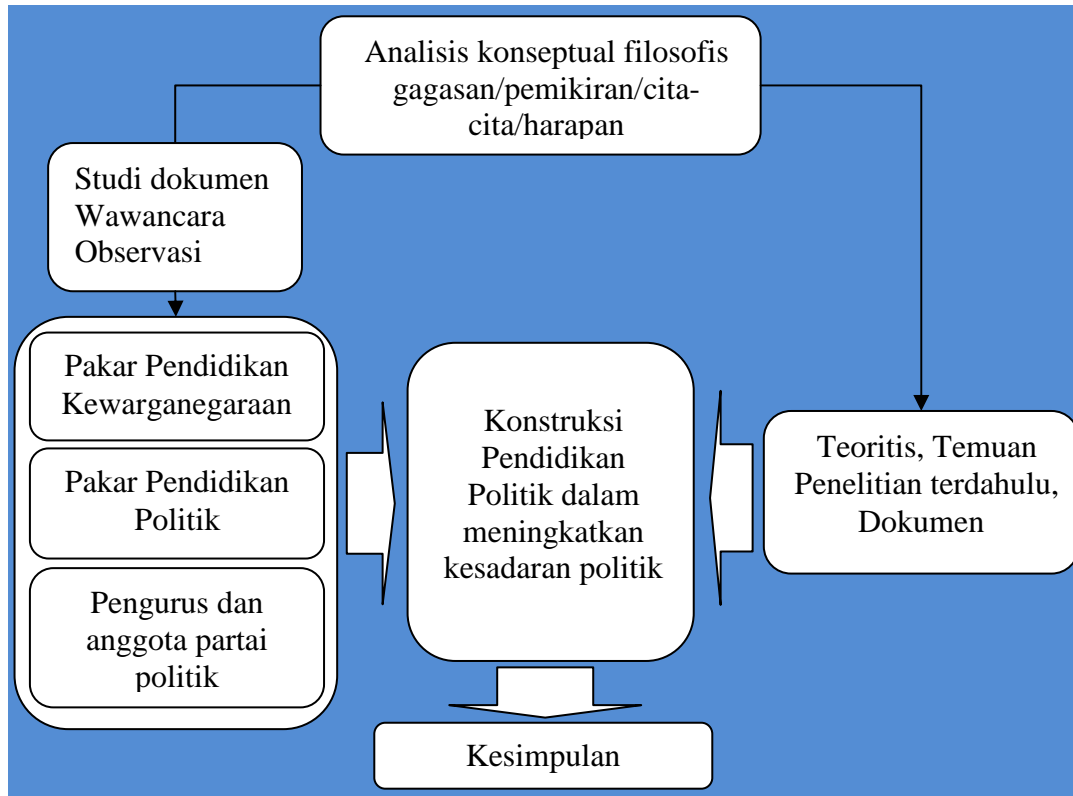 Analisis konseptual filosofis
gagasan/pemikiran/cita-
cita/harapan
Studi dokumen
Wawancara
Observasi
Pakar Pendidikan
Kewarganegaraan
Pakar Pendidikan
Politik
Pengurus dan
anggota partai
politik
Konstruksi
Pendidikan
Politik dalam
meningkatkan
kesadaran politik
Teoritis, Temuan
Penelitian terdahulu,
Dokumen
Kesimpulan